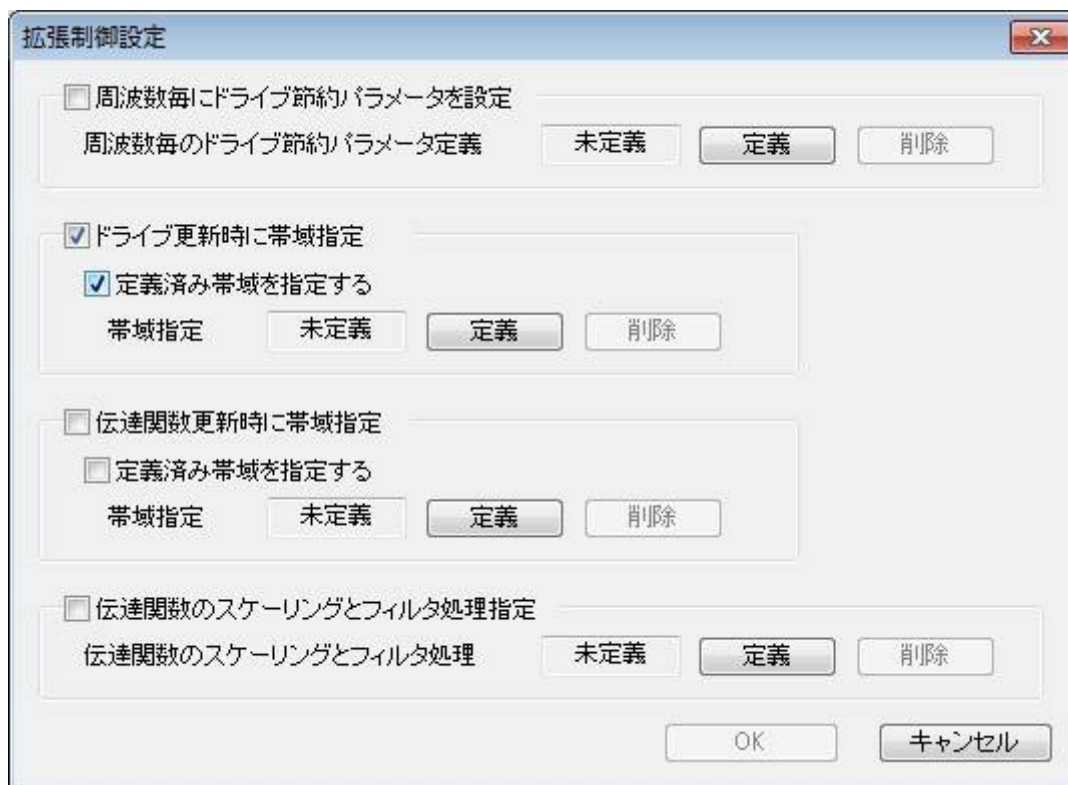 拡張制御設定
周波数毎にドライブ節約パラメータを設定
周波数毎のドライブ節約パラメータ定義 未定義 定義 削除
ドライブ更新時に帯域指定
定義済み帯域を指定する
帯域指定 未定義 定義 削除
伝達関数更新時に帯域指定
定義済み帯域を指定する
帯域指定 未定義 定義 削除
伝達関数のスケーリングとフィルタ処理指定
伝達関数のスケーリングとフィルタ処理 未定義 定義 削除
OK キャンセル